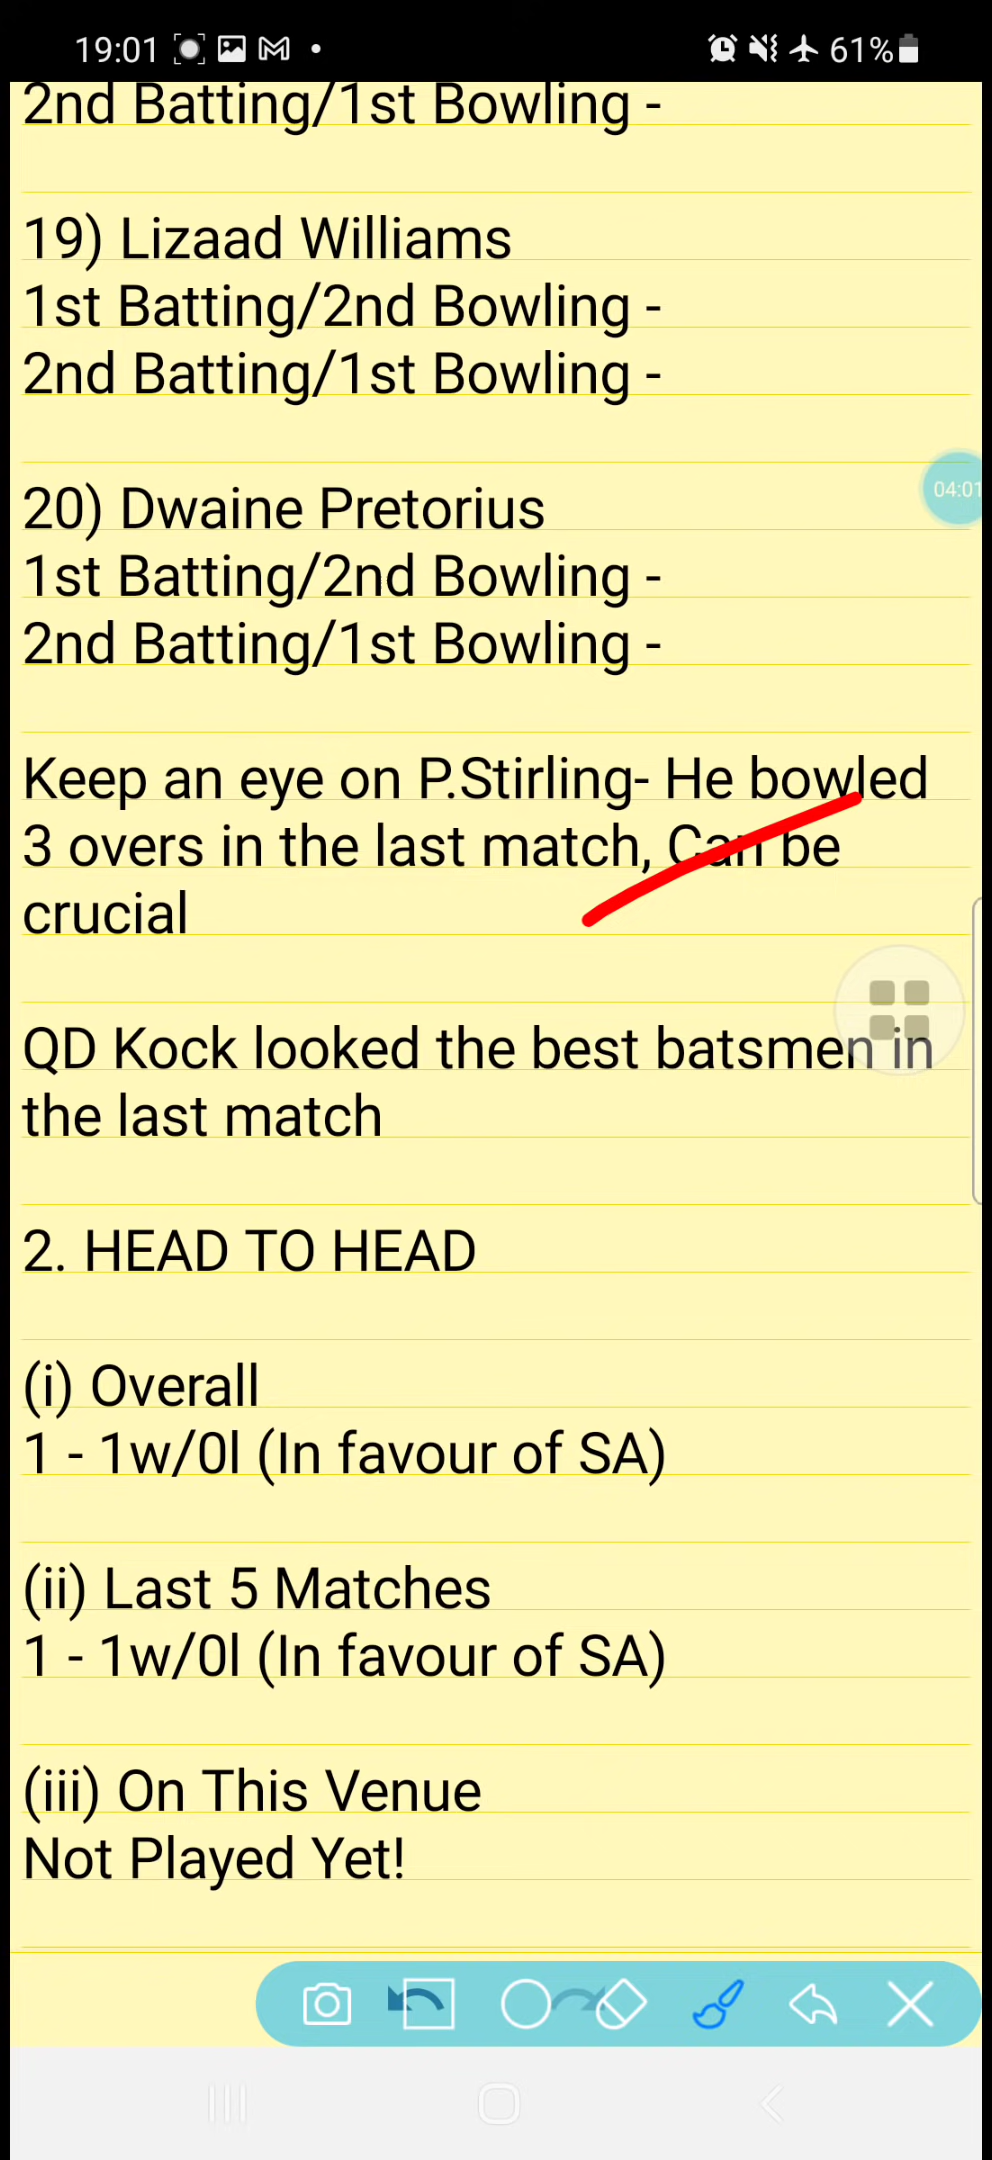 19:01
61%
2nd Batting/1st Bowling -
19) Lizaad Williams
1st Batting/2nd Bowling -
2nd Batting/1st Bowling -
04:01
20) Dwaine Pretorius
1st Batting/2nd Bowling -
2nd Batting/1st Bowling -
Keep an eye on P.Stirling- He bowled
3 overs in the last match, Can be
crucial
QD Kock looked the best batsmen in
the last match
2. HEAD TO HEAD
(i) Overall
1 - 1w/0l (In favour of SA)
(ii) Last 5 Matches
1 - 1w/0l (In favour of SA)
(iii) On This Venue
Not Played Yet!